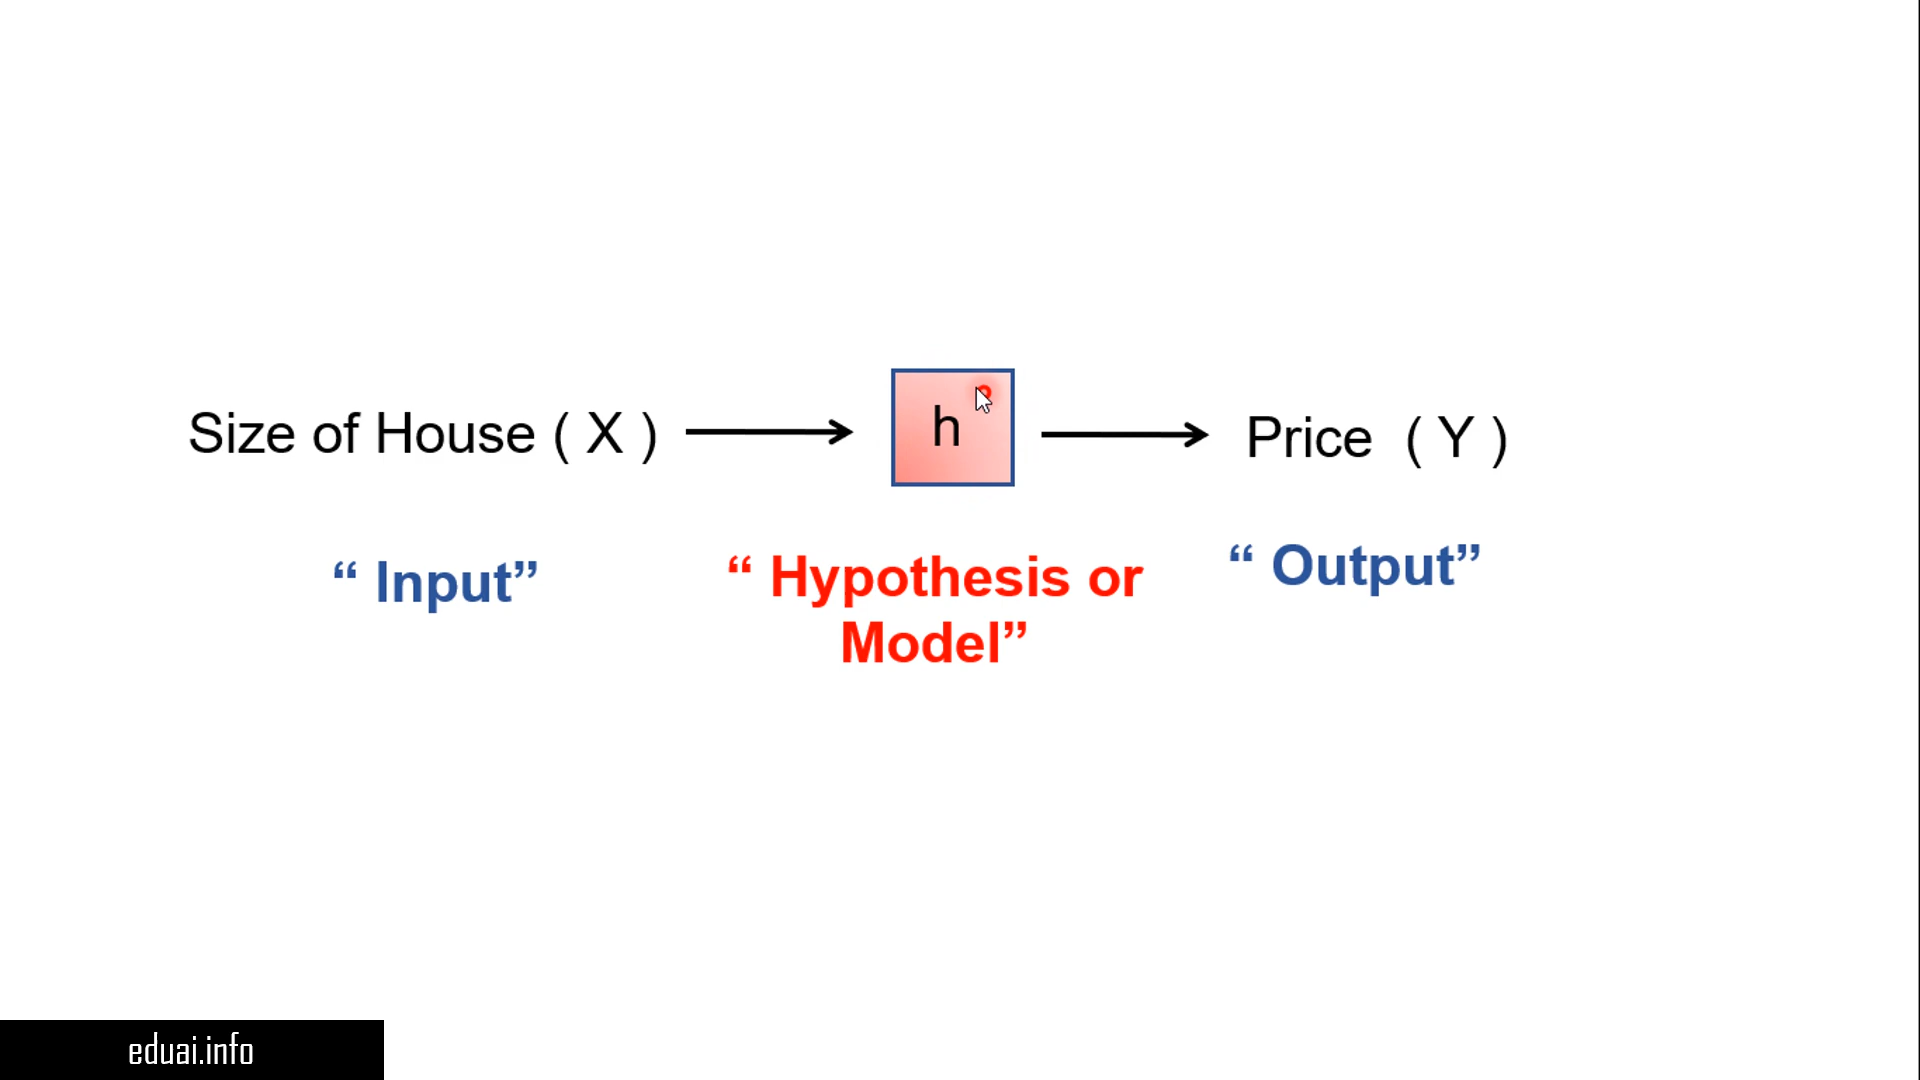 Size of House ( X )
h
Price ( Y )
“ Input”
“ Hypothesis or
Model”
“ Output”
eduai.info